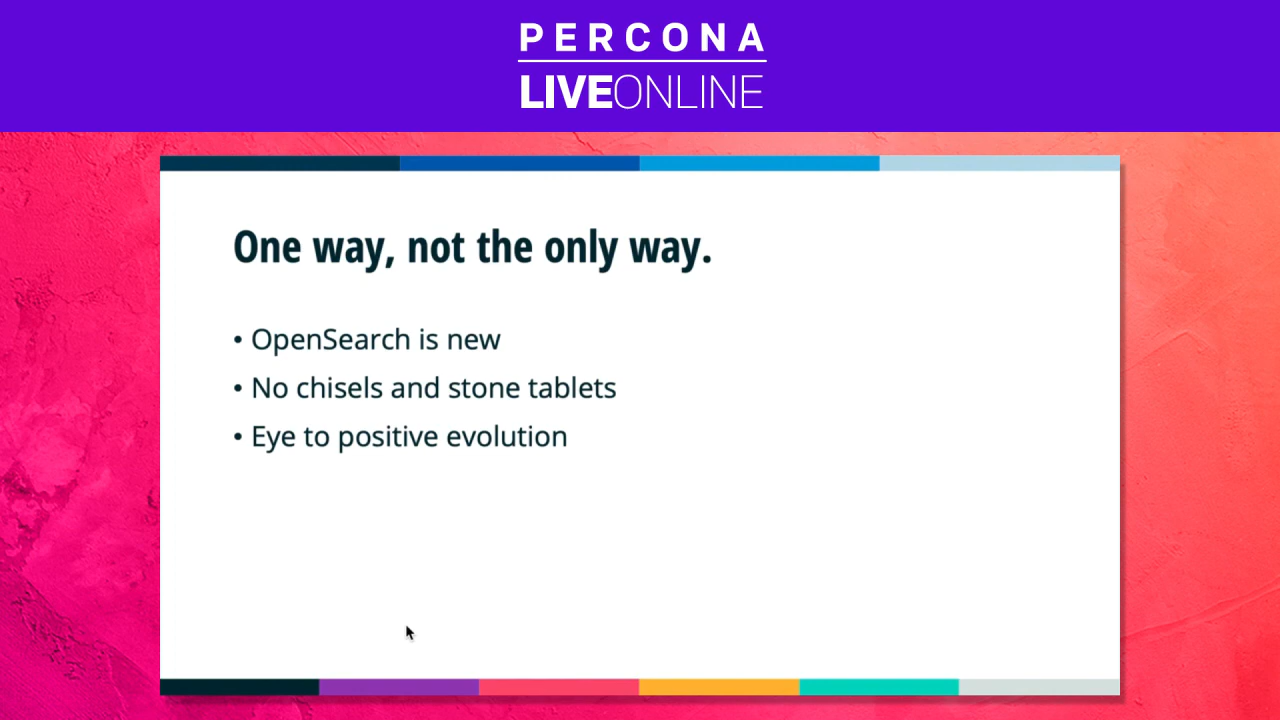 PERCONA
LIVEONLINE
One way, not the only way.
• OpenSearch is new
• No chisels and stone tablets
• Eye to positive evolution